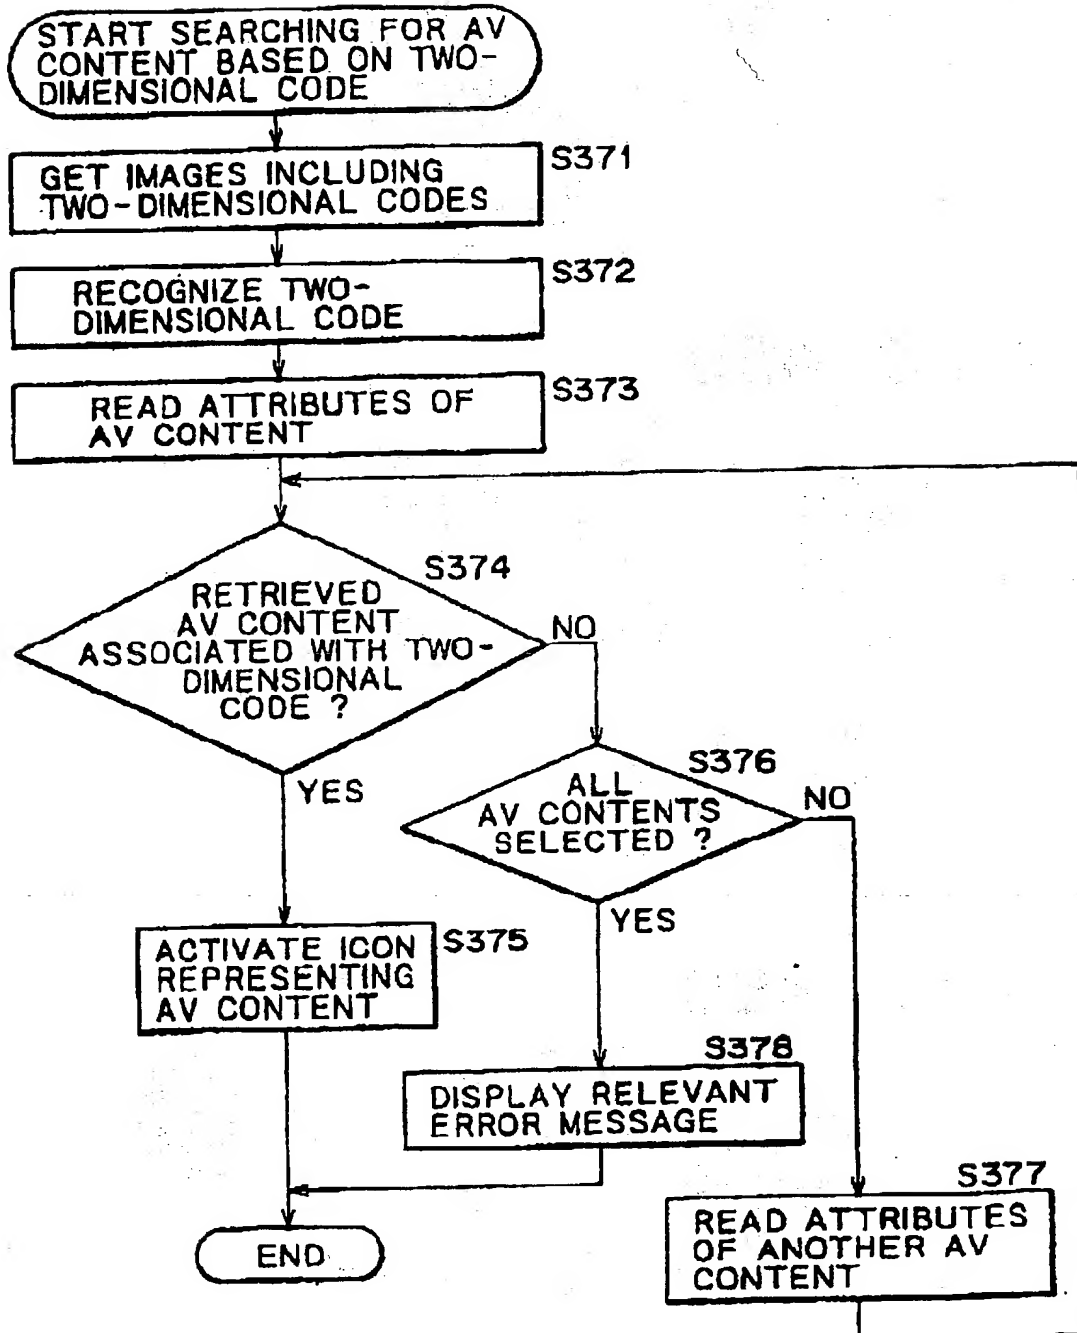 START SEARCHING FOR AV
CONTENT BASED ON TWO-
DIMENSIONAL CODE
S371
GET IMAGES INCLUDING
TWO-DIMENSIONAL CODES
S372
RECOGNIZE TWO-
DIMENSIONAL CODE
S373
READ ATTRIBUTES OF
AV CONTENT
S374
RETRIEVED
AV CONTENT
ASSOCIATED WITH TWO-
DIMENSIONAL
CODE ?
NO
YES
S376
ALL
AV CONTENTS
SELECTED ?
NO
YES
S375
ACTIVATE ICON
REPRESENTING
AV CONTENT
S378
DISPLAY RELEVANT
ERROR MESSAGE
S377
READ ATTRIBUTES
OF ANOTHER AV
CONTENT
END